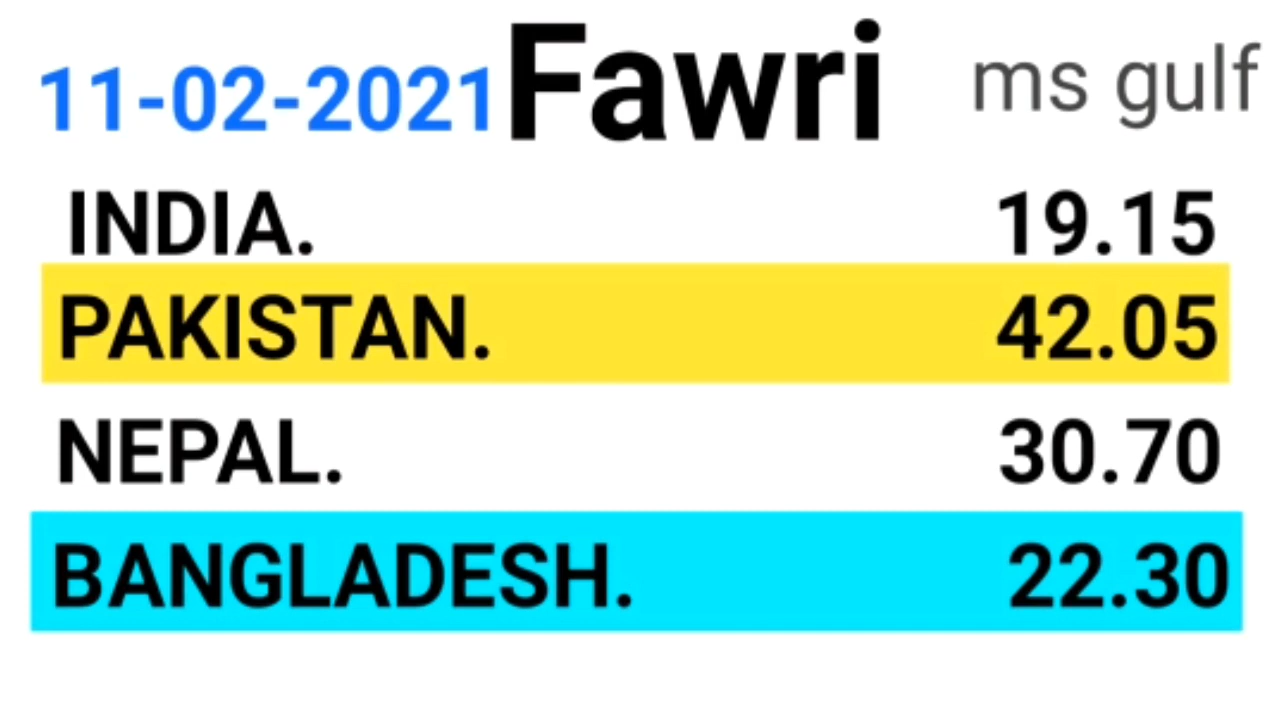 11-02-2021 Fawri ms gulf
INDIA. 19.15
PAKISTAN. 42.05
NEPAL. 30.70
BANGLADESH. 22.30